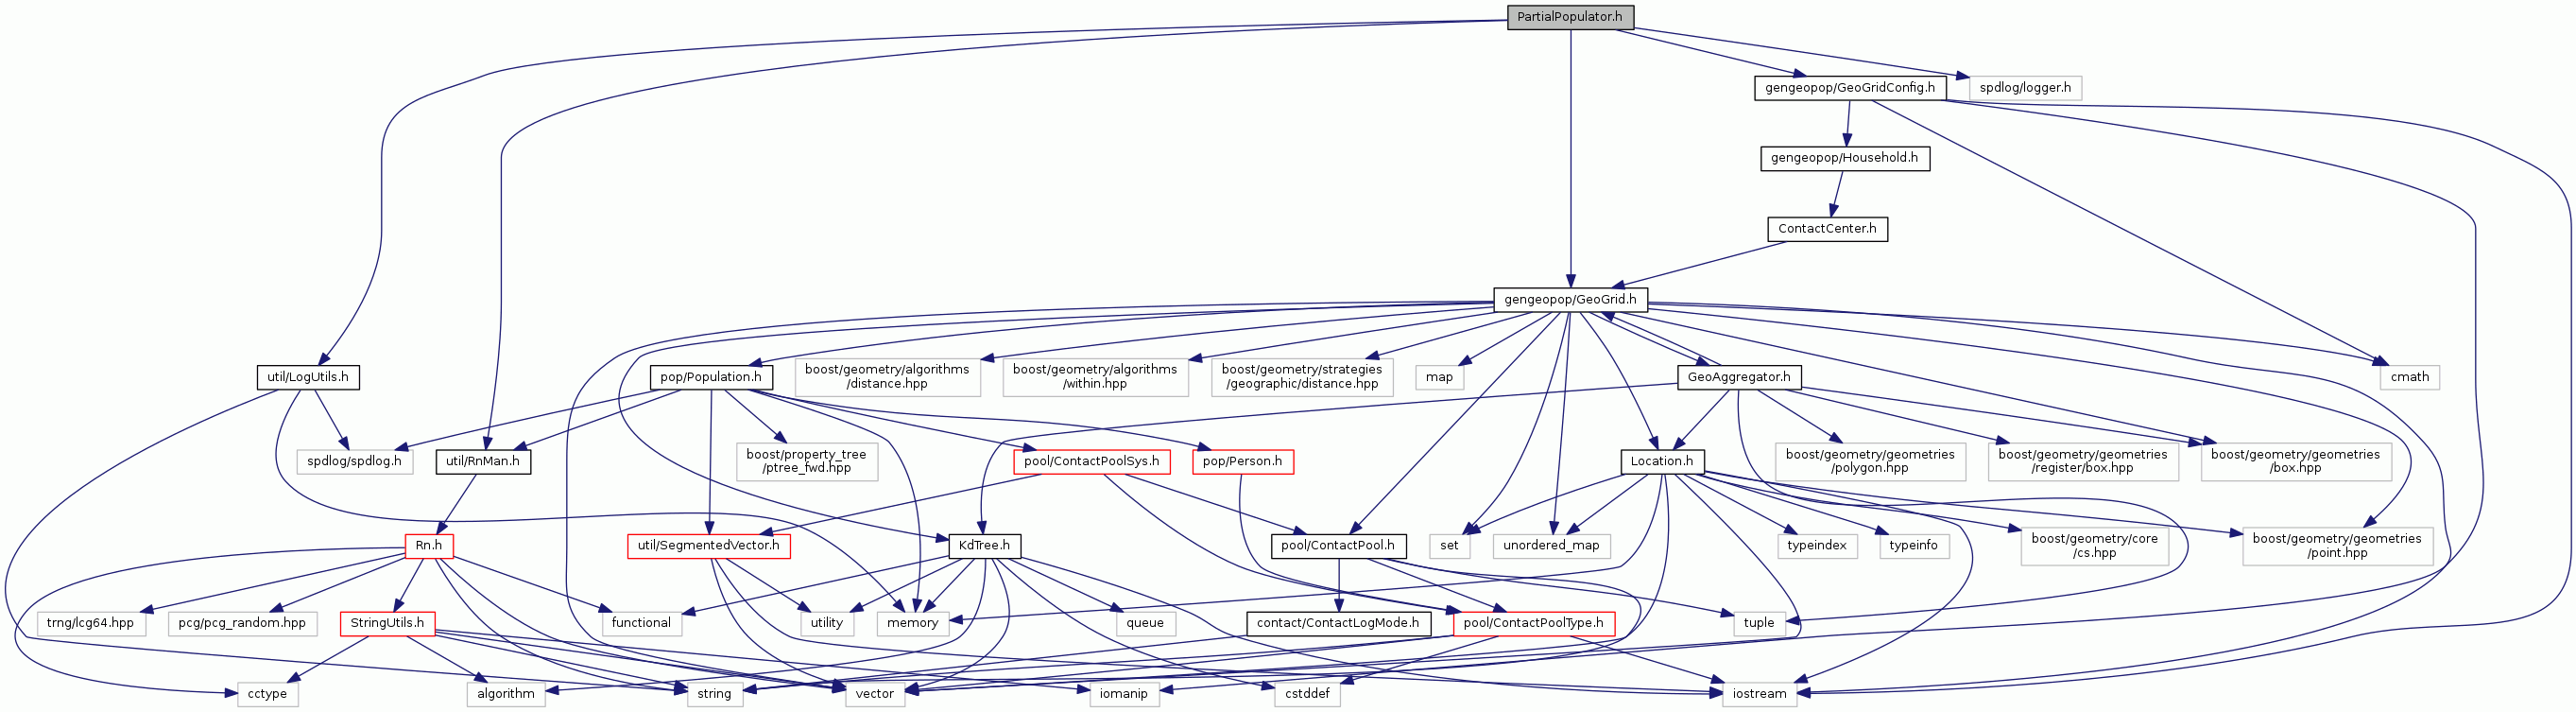 PartialPopulator.h
gengeopop/GeoGridConfig.h
spdlog/logger.h
gengeopop/Household.h
ContactCenter.h
gengeopop/GeoGrid.h
util/LogUtils.h
pop/Population.h
boost/geometry/algorithms
/distance.hpp
boost/geometry/algorithms
/within.hpp
boost/geometry/strategies
/geographic/distance.hpp
map
GeoAggregator.h
cmath
spdlog/spdlog.h
util/RnMan.h
boost/property_tree
/ptree_fwd.hpp
pool/ContactPoolSys.h
pop/Person.h
Location.h
boost/geometry/geometries
/polygon.hpp
boost/geometry/geometries
/register/box.hpp
boost/geometry/geometries
/box.hpp
Rn.h
util/SegmentedVector.h
KdTree.h
pool/ContactPool.h
set
unordered_map
typeindex
typeinfo
boost/geometry/core
/cs.hpp
boost/geometry/geometries
/point.hpp
trng/lcg64.hpp
pcg/pcg_random.hpp
StringUtils.h
functional
utility
memory
queue
contact/ContactLogMode.h
pool/ContactPoolType.h
tuple
cctype
algorithm
string
vector
iomanip
cstddef
iostream